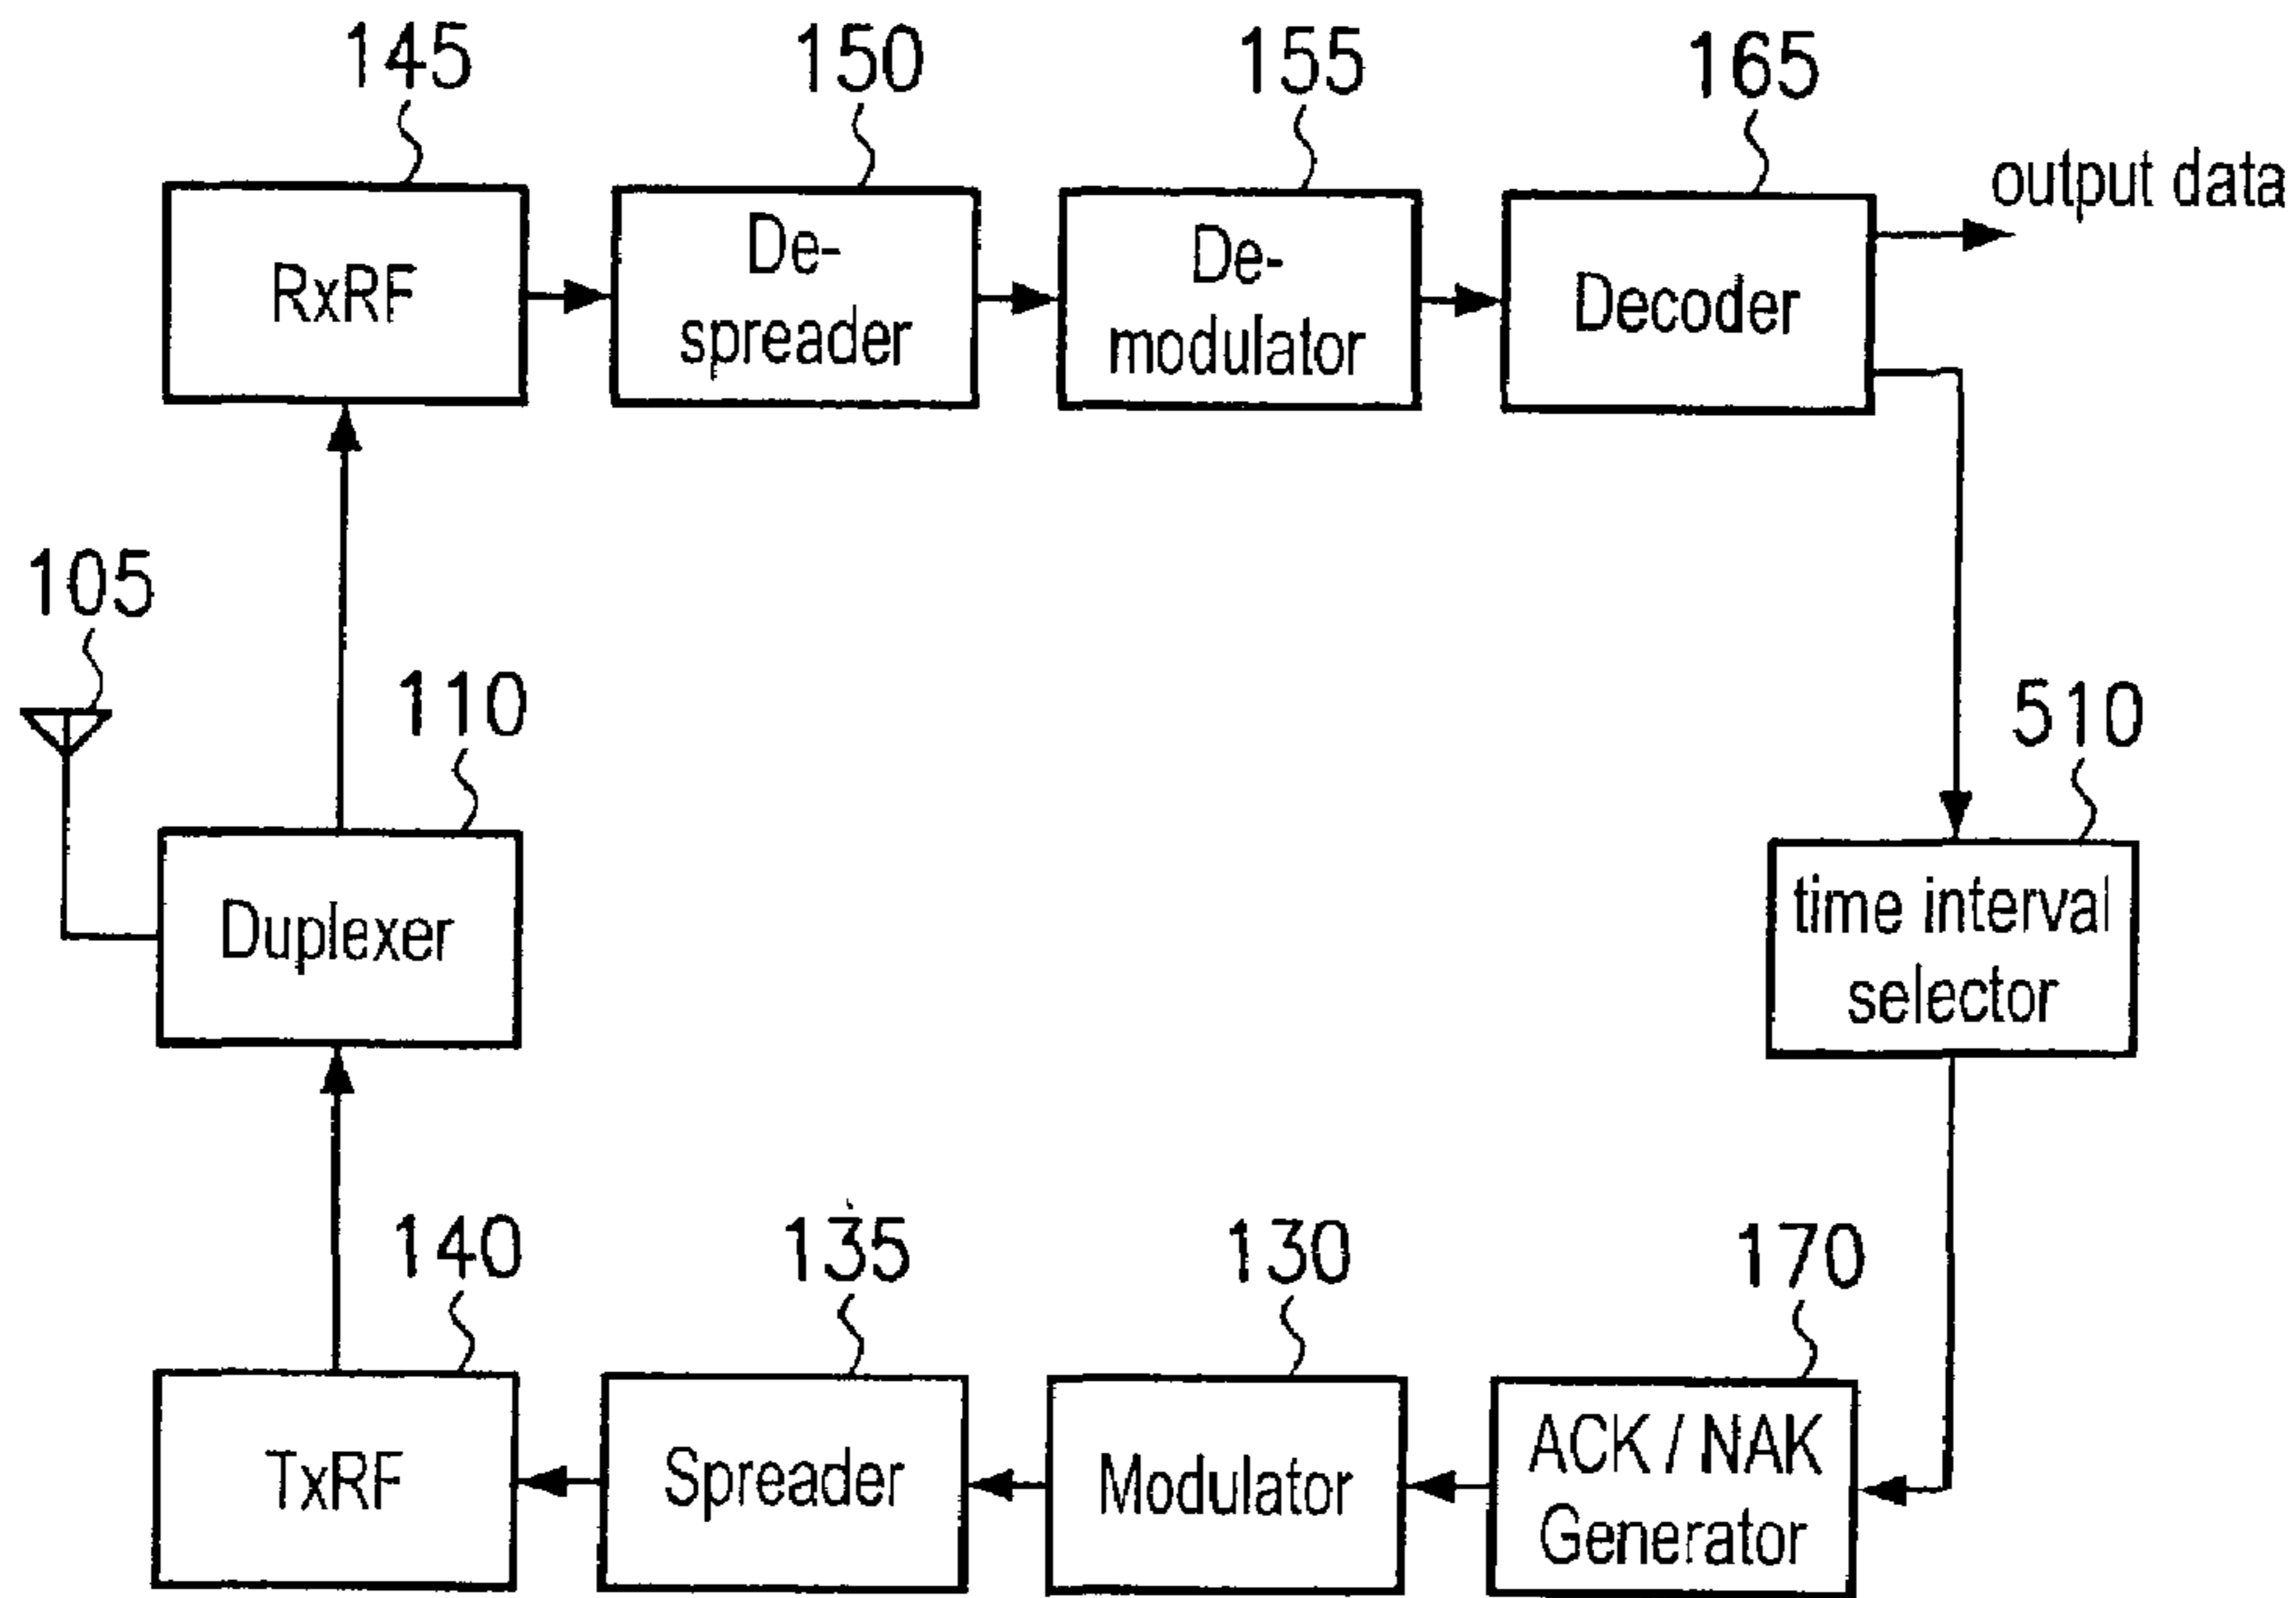 145
150
155
165
output data
RxRF
De-
spreader
De-
modulator
Decoder
105
110
510
Duplexer
time interval
selector
140
135
130
170
TxRF
Spreader
Modulator
ACK / NAK
Generator